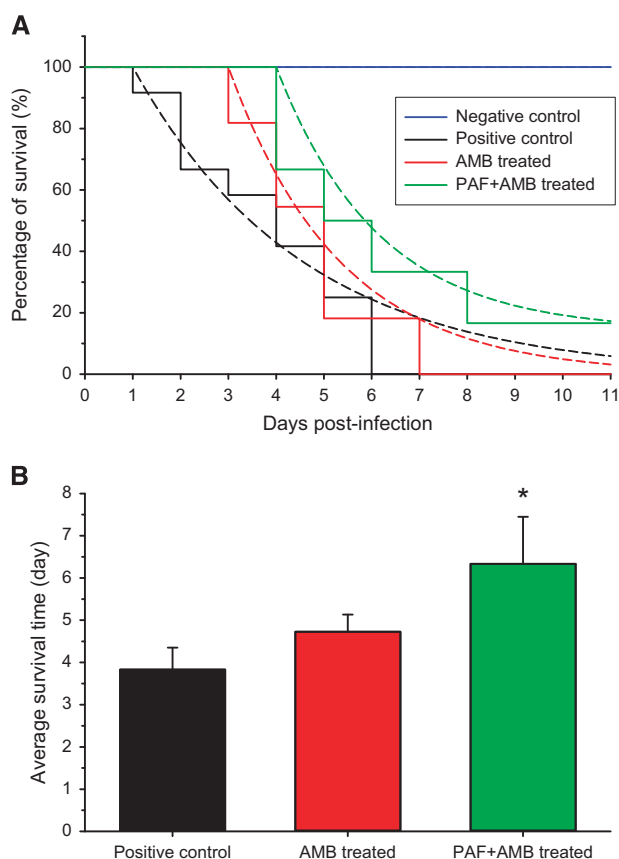 A
Percentage of survival (%)
100
80
60
40
20
0
Negative control
Positive control
AMB treated
PAF+AMB treated
0 1 2 3 4 5 6 7 8 9 10 11
Days post-infection
B
Average survival time (day)
8
7
6
5
4
3
2
1
0
*
Positive control AMB treated PAF+AMB treated